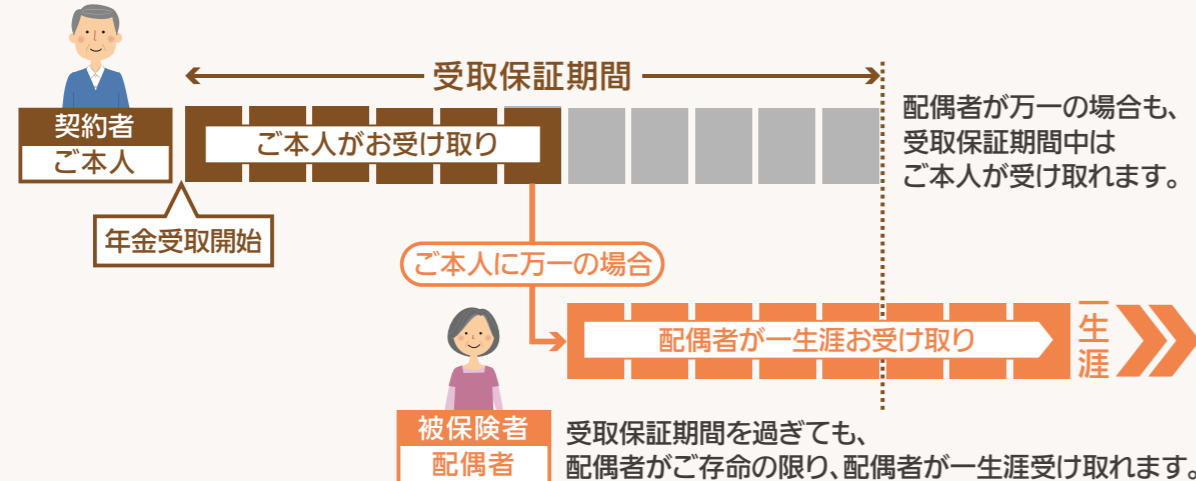 受取保証期間
契約者
ご本人
ご本人がお受け取り
配偶者が万一の場合も、
受取保証期間中は
ご本人が受け取れます。
年金受取開始
ご本人に万一の場合
配偶者が一生涯お受け取り
一生涯
被保険者
配偶者
受取保証期間を過ぎても、
配偶者がご存命の限り、配偶者が一生涯受け取れます。